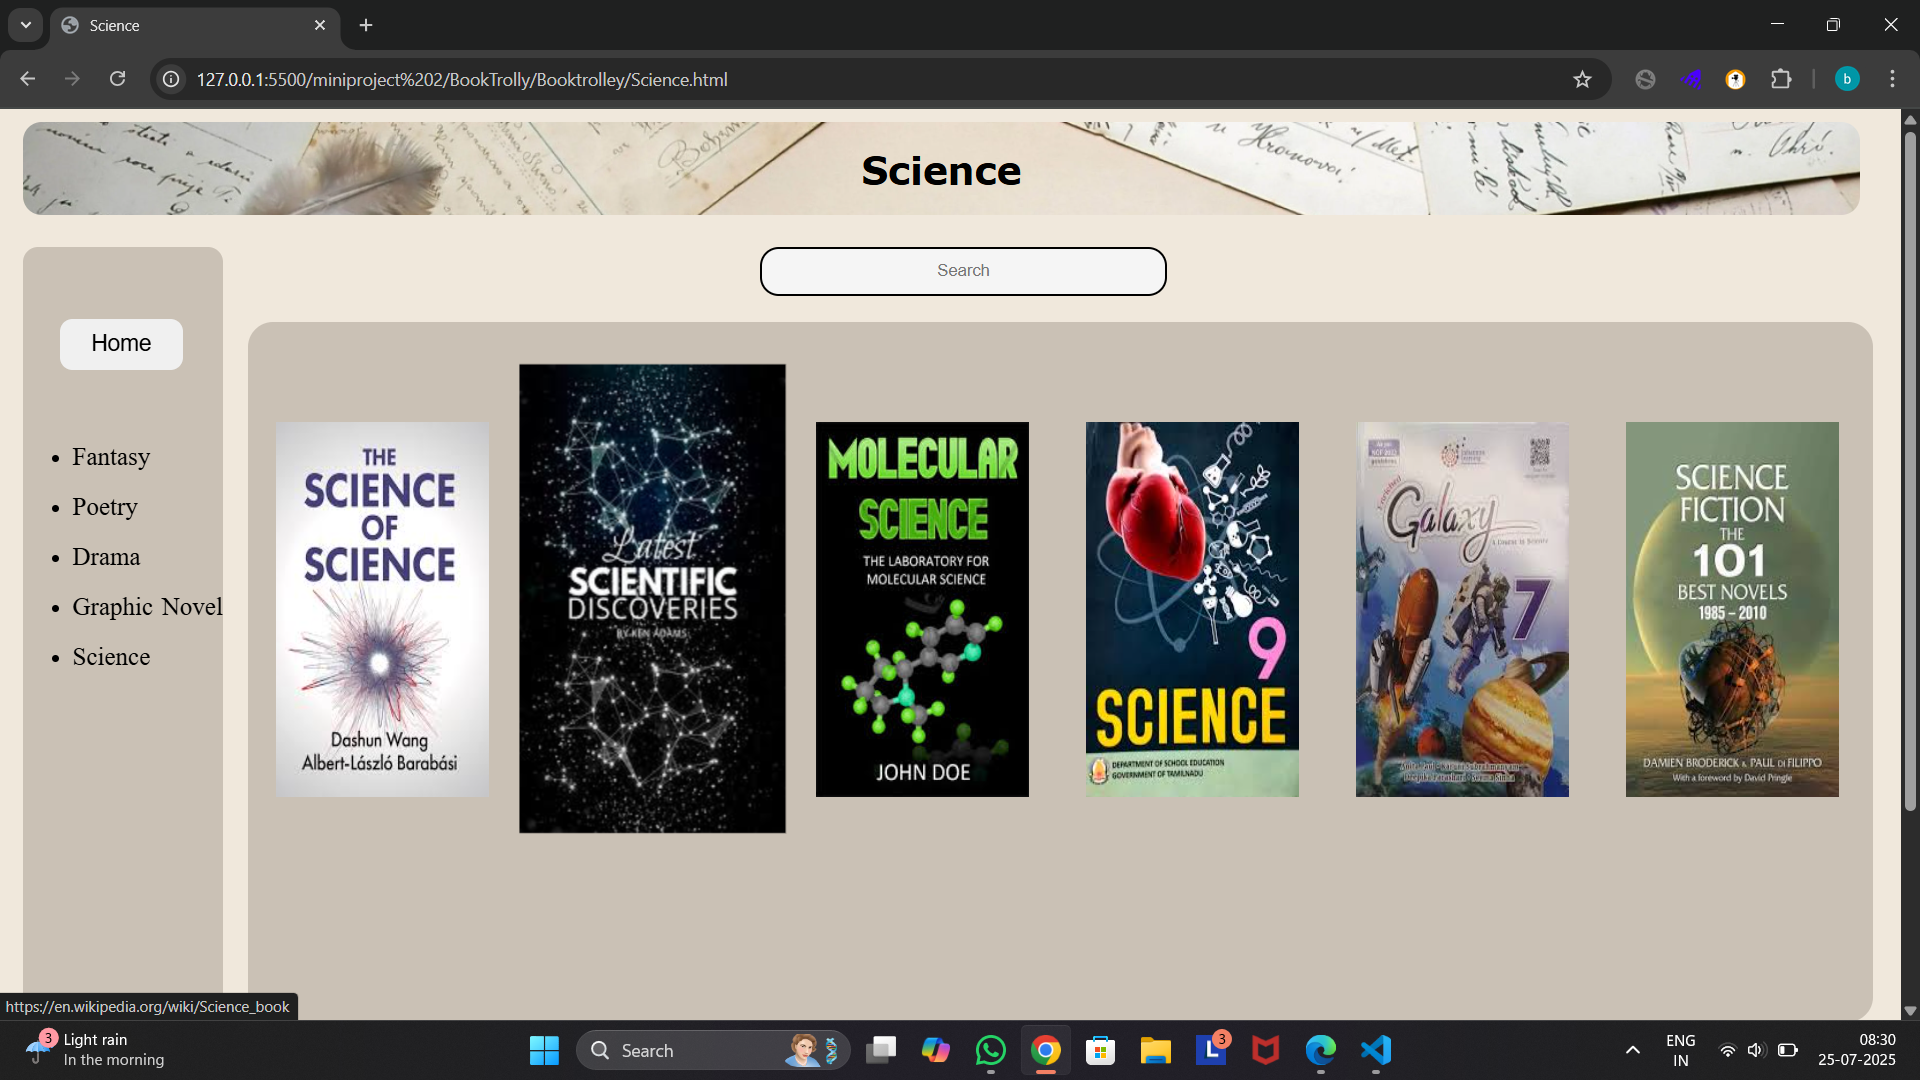 Science
127.0.0.1:5500/miniproject%202/BookTrolly/Booktrolley/Science.html
b
Science
Search
Home
Fantasy
Poetry
Drama
Graphic Novel
Science
THE
SCIENCE
OF
SCIENCE
Dashun Wang
Albert-László Barabási
Latest
SCIENTIFIC
DISCOVERIES
BY KEN ADAMS
MOLECULAR
SCIENCE
THE LABORATORY FOR
MOLECULAR SCIENCE
JOHN DOE
9
SCIENCE
DEPARTMENT OF SCHOOL EDUCATION
GOVERNMENT OF TAMILNADU
Enriched
Galaxy
7
SCIENCE
FICTION
THE
101
BEST NOVELS
1985 – 2010
DAMIEN BRODERICK & PAUL DI FILIPPO
With a foreword by David Pringle
https://en.wikipedia.org/wiki/Science_book
3
Light rain
In the morning
Search
L
3
ENG
IN
08:30
25-07-2025